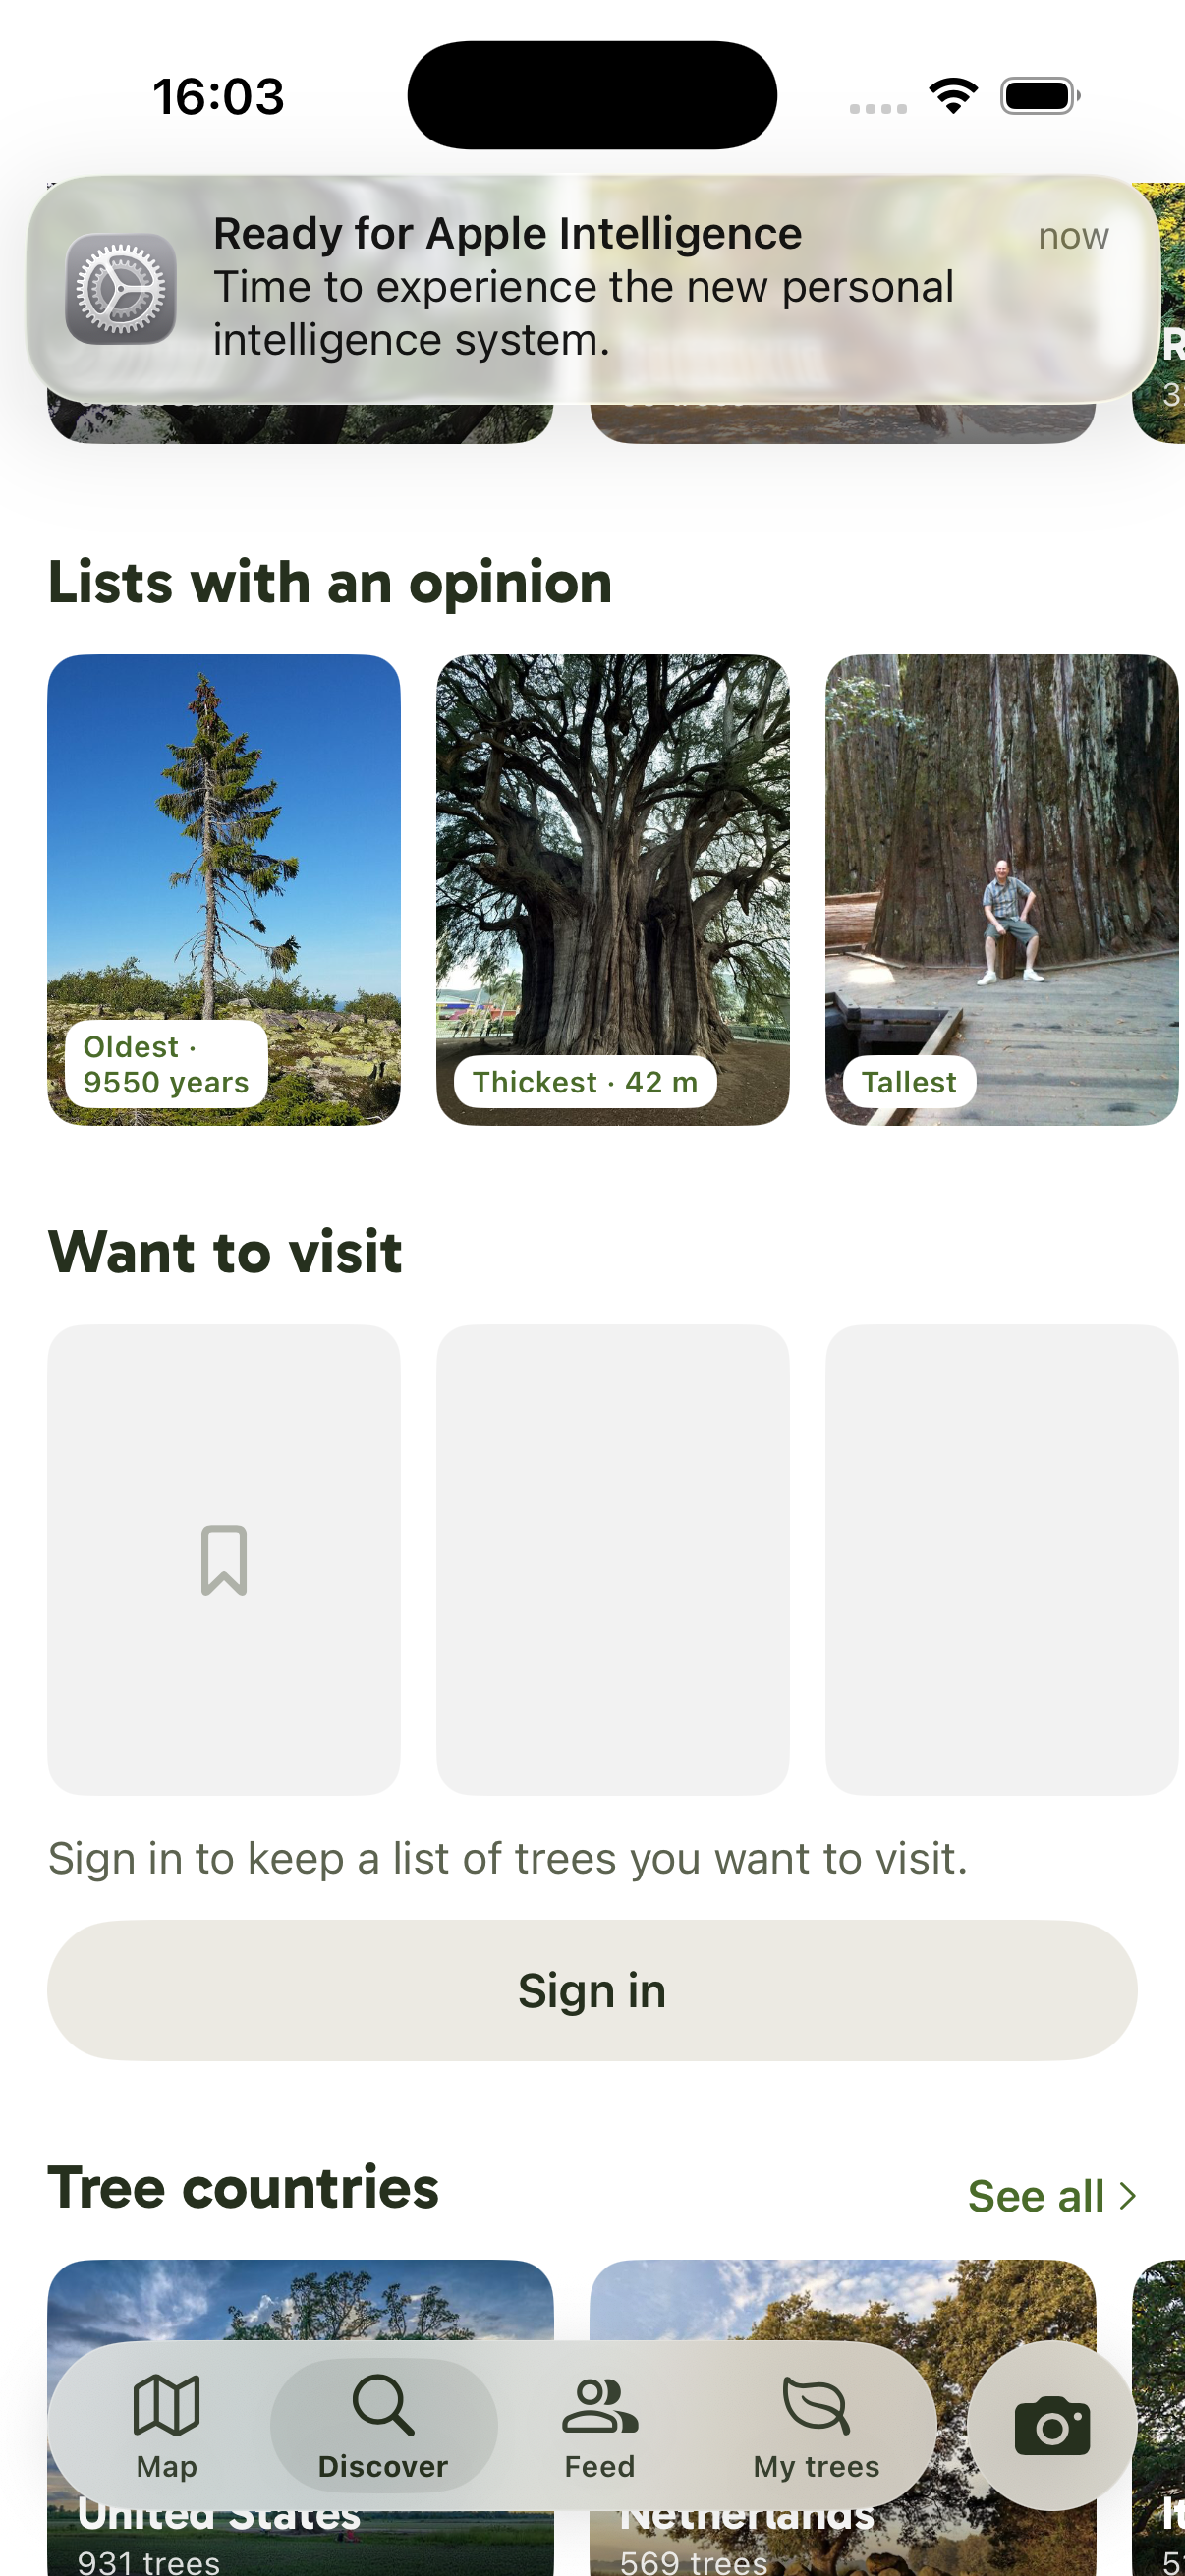 16:03
Ready for Apple Intelligence
now
Time to experience the new personal
intelligence system.
R
3
Lists with an opinion
Oldest ·
9550 years
Thickest · 42 m
Tallest
Want to visit
Sign in to keep a list of trees you want to visit.
Sign in
Tree countries
See all
United States
931 trees
Netherlands
569 trees
It
Map
Discover
Feed
My trees